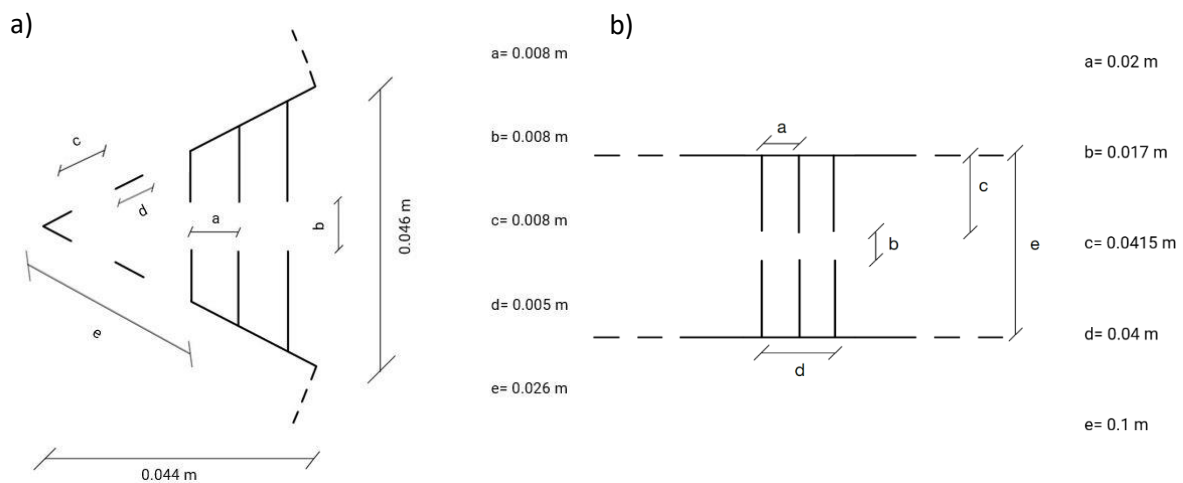 a)
c
d
a
b
e
0.046 m
0.044 m
a= 0.008 m
b= 0.008 m
c= 0.008 m
d= 0.005 m
e= 0.026 m
b)
a
c
b
e
d
a= 0.02 m
b= 0.017 m
c= 0.0415 m
d= 0.04 m
e= 0.1 m